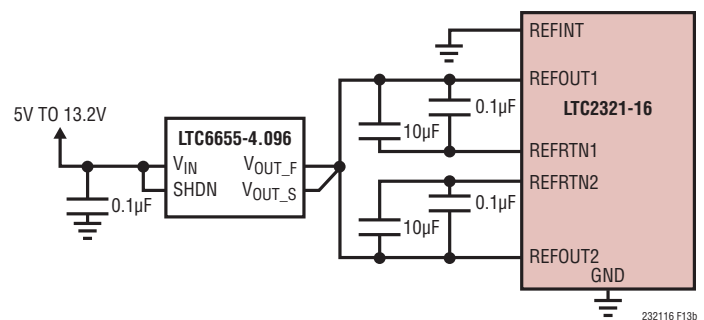 REFINT
REFOUT1
5V TO 13.2V
LTC2321-16
0.1µF
LTC6655-4.096
10µF
VIN
VOUT_F
REFRTN1
SHDN
VOUT_S
REFRTN2
0.1µF
0.1µF
10µF
REFOUT2
GND
232116 F13b